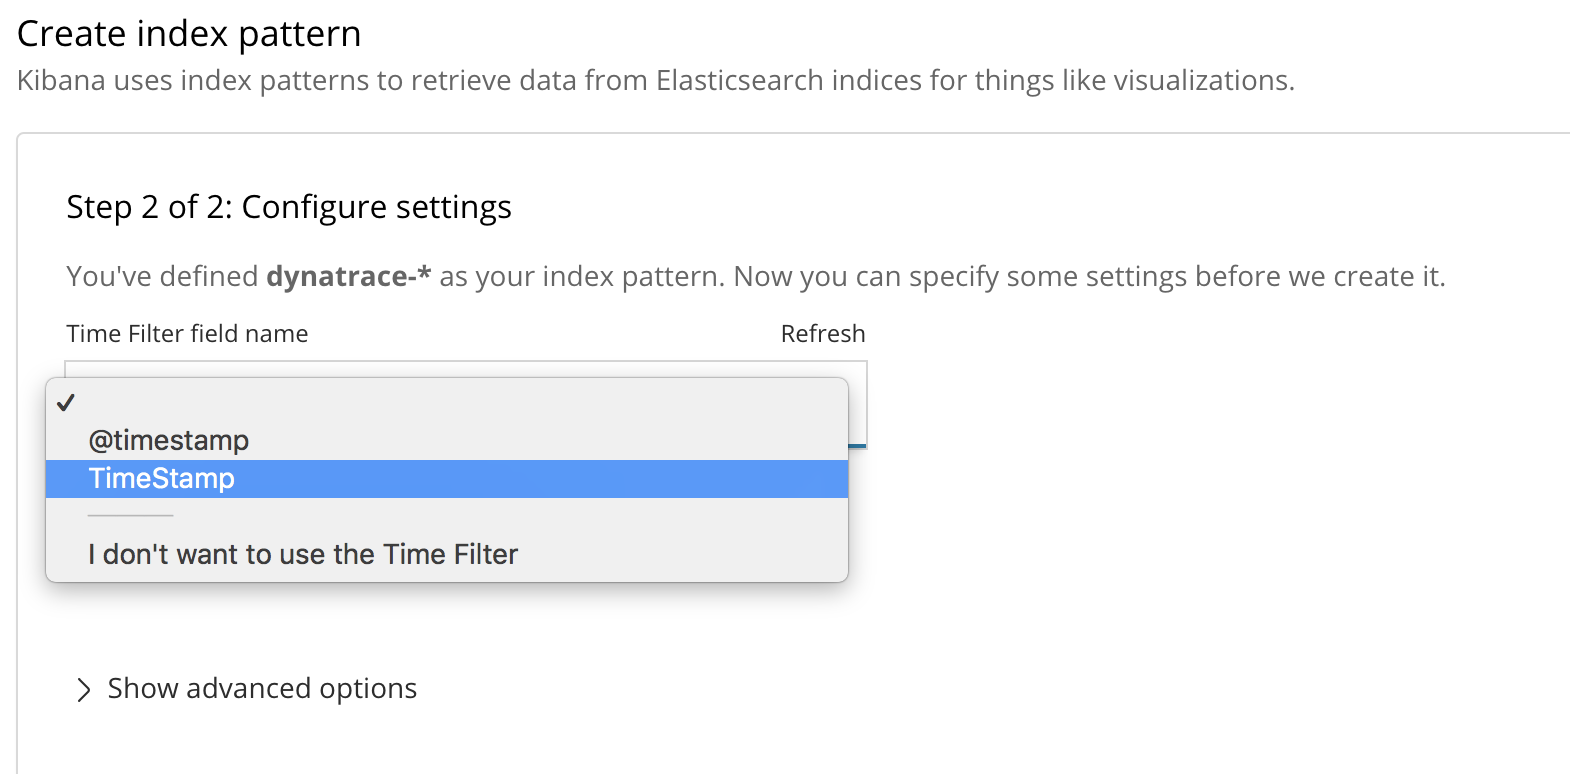 Create index pattern
Kibana uses index patterns to retrieve data from Elasticsearch indices for things like visualizations.
Step 2 of 2: Configure settings
You've defined dynatrace-* as your index pattern. Now you can specify some settings before we create it.
Time Filter field name Refresh
@timestamp
TimeStamp
I don't want to use the Time Filter
Show advanced options